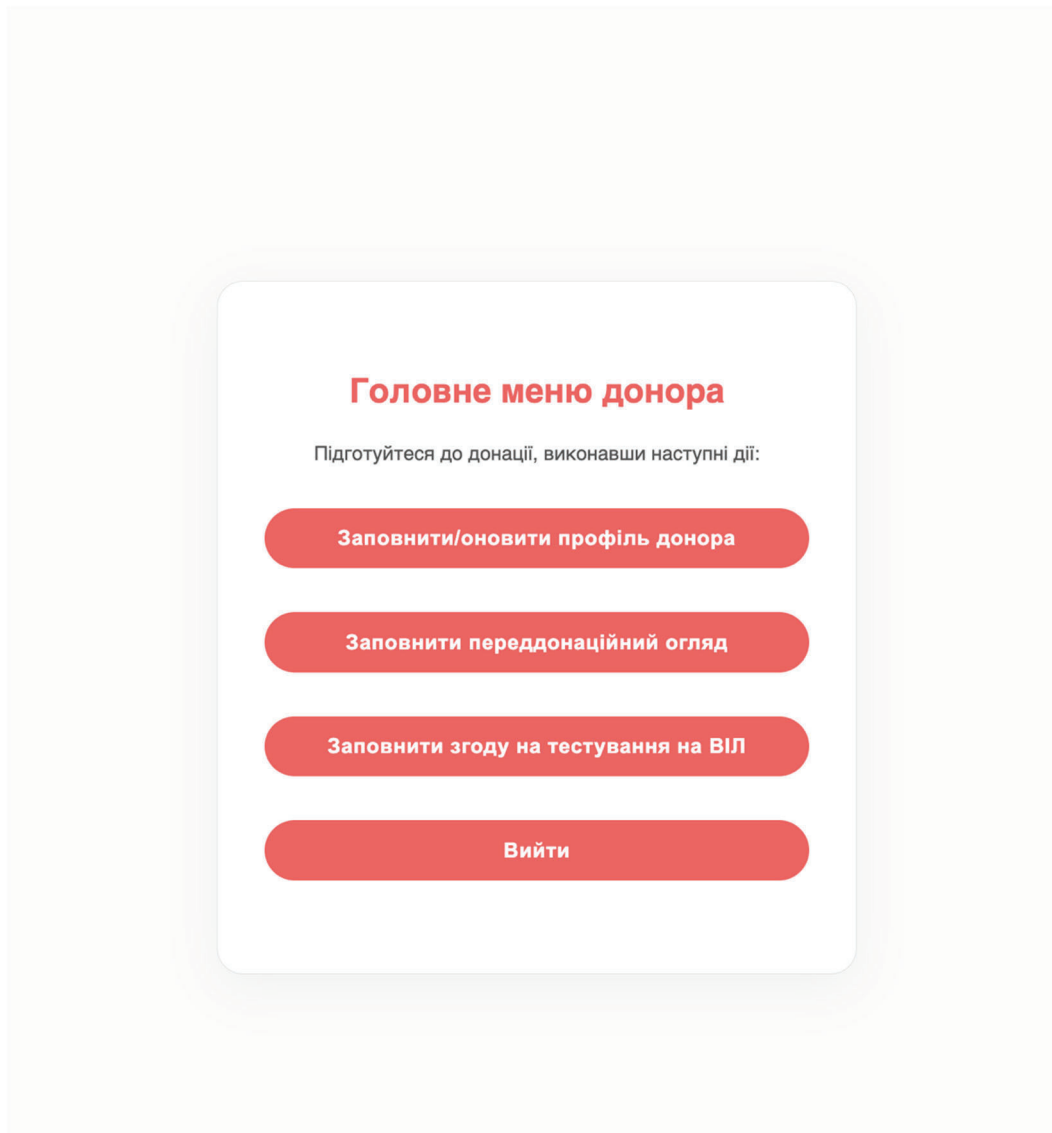 Головне меню донора
Підготуйтеся до донації, виконавши наступні дії:
Заповнити/оновити профіль донора
Заповнити переддонаційний огляд
Заповнити згоду на тестування на ВІЛ
Вийти